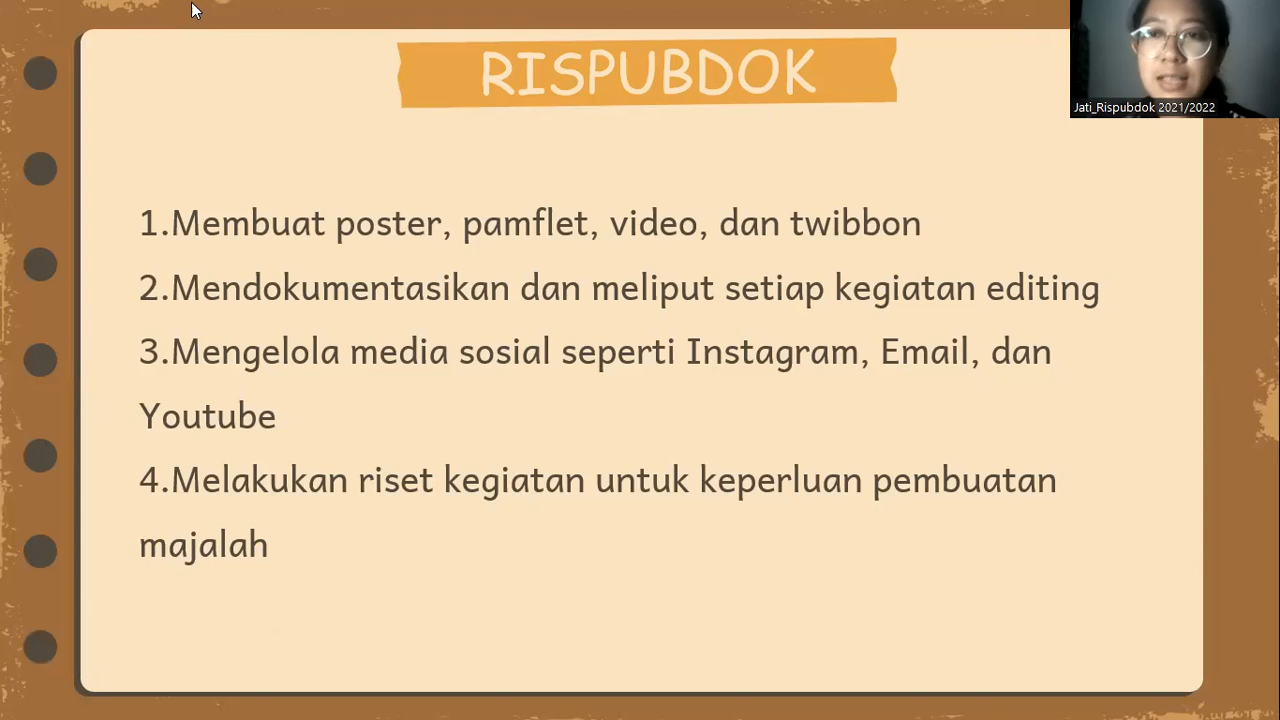 RISPUBDOK
Jati_Rispubdok 2021/2022
1.Membuat poster, pamflet, video, dan twibbon
2.Mendokumentasikan dan meliput setiap kegiatan editing
3.Mengelola media sosial seperti Instagram, Email, dan
Youtube
4.Melakukan riset kegiatan untuk keperluan pembuatan
majalah